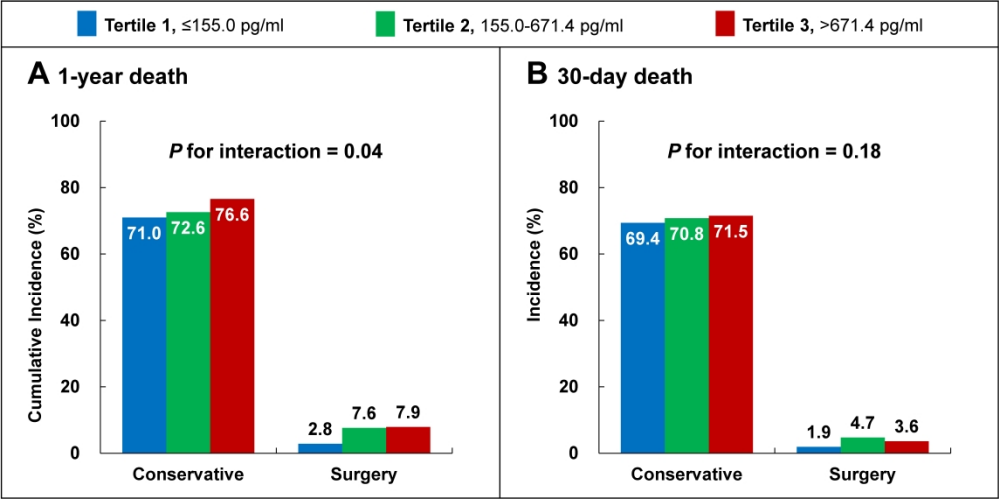 Tertile 1, ≤155.0 pg/ml
Tertile 2, 155.0-671.4 pg/ml
Tertile 3, >671.4 pg/ml
A 1-year death
P for interaction = 0.04
Cumulative Incidence (%)
100
80
60
40
20
0
71.0
72.6
76.6
2.8
7.6
7.9
Conservative
Surgery
B 30-day death
P for interaction = 0.18
Incidence (%)
100
80
60
40
20
0
69.4
70.8
71.5
1.9
4.7
3.6
Conservative
Surgery